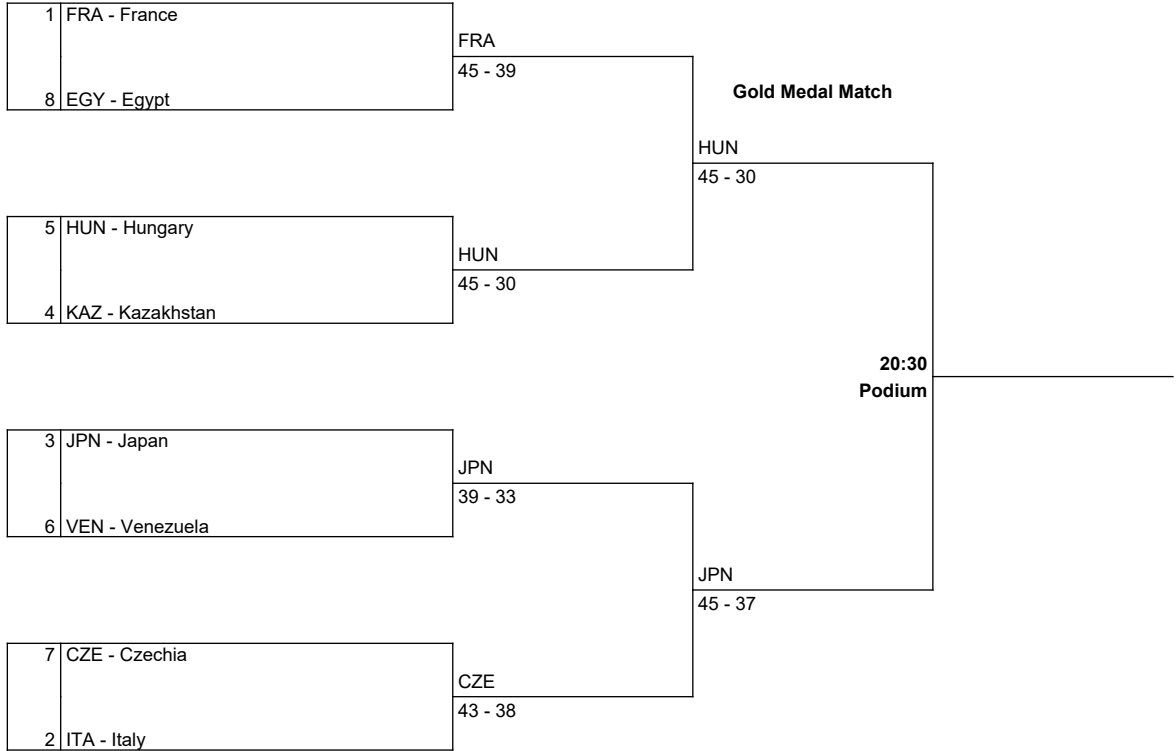 1 FRA - France
FRA
45 - 39
8 EGY - Egypt
Gold Medal Match
HUN
45 - 30
5 HUN - Hungary
HUN
45 - 30
4 KAZ - Kazakhstan
20:30
Podium
3 JPN - Japan
JPN
39 - 33
6 VEN - Venezuela
JPN
45 - 37
7 CZE - Czechia
CZE
43 - 38
2 ITA - Italy